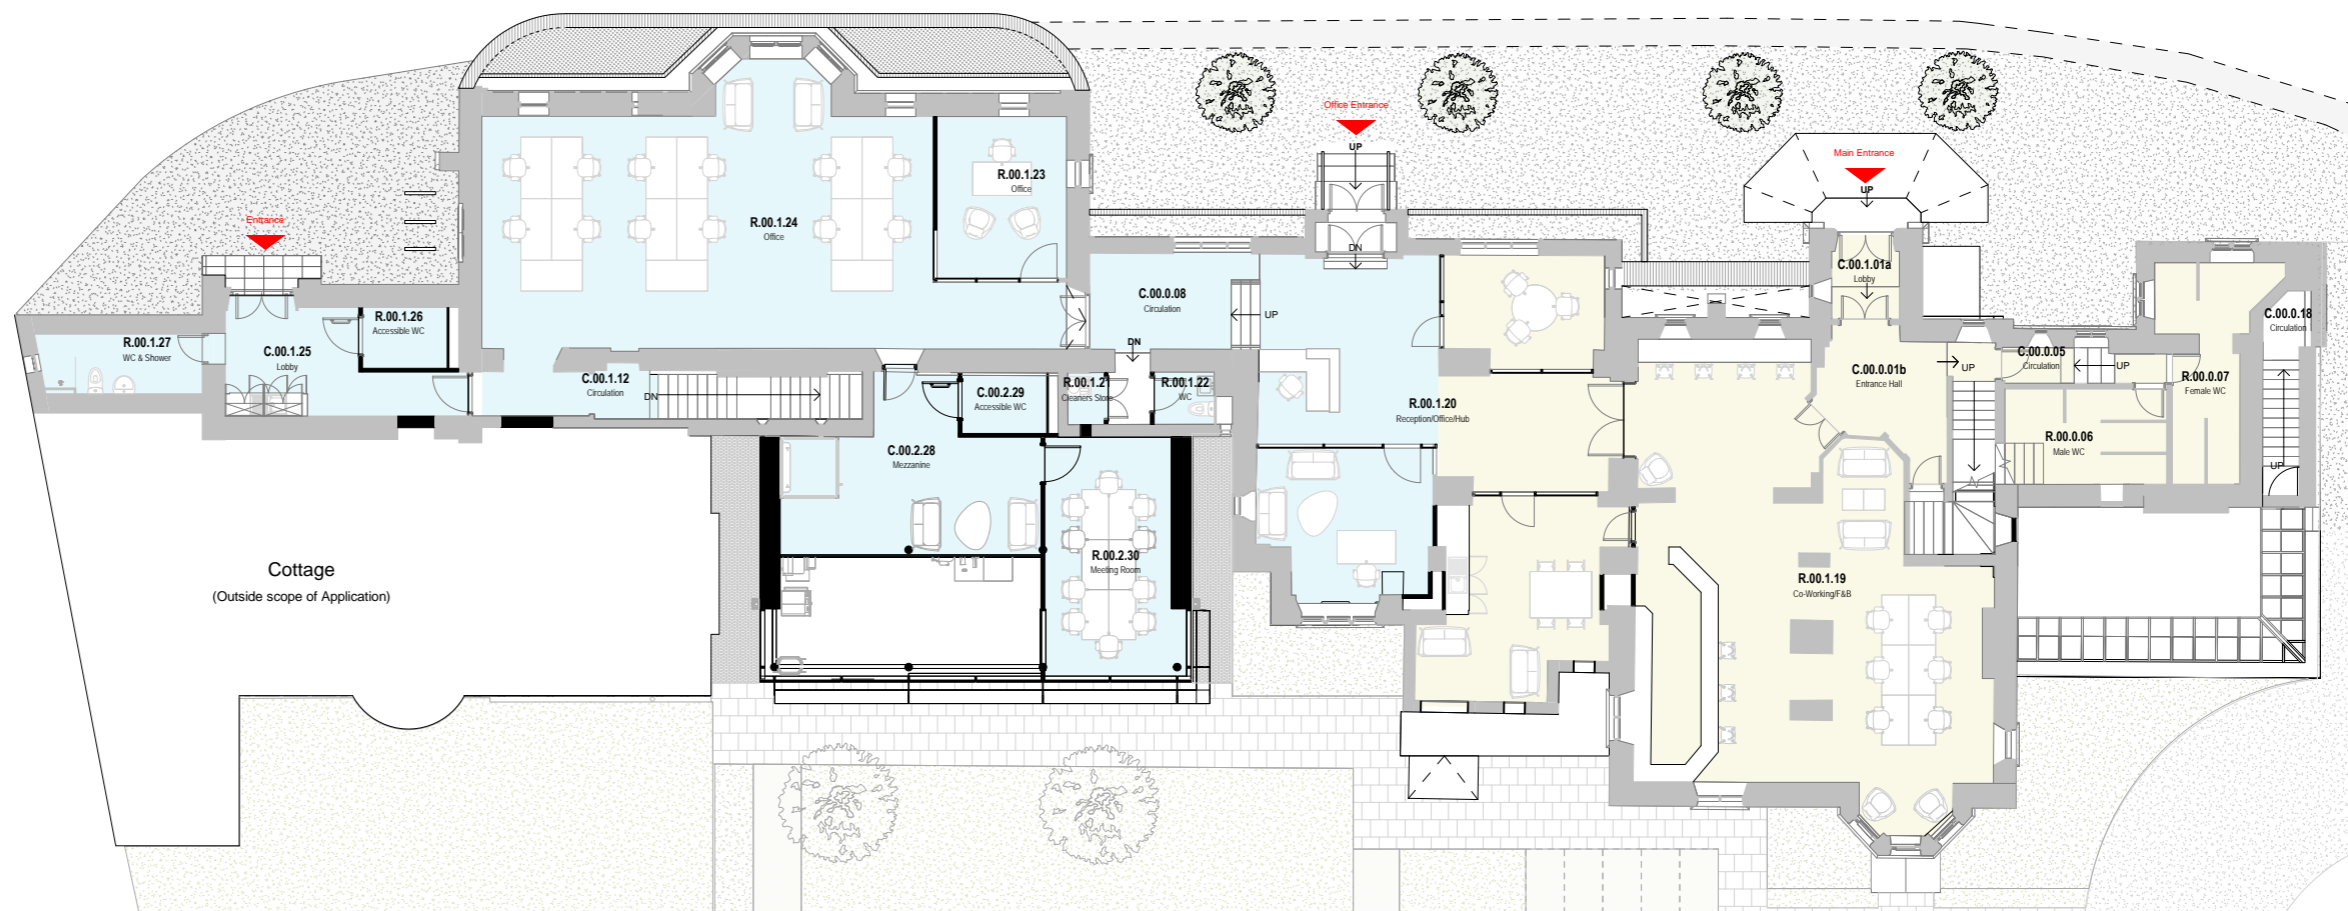 Office Entrance
UP
Main Entrance
UP
R.00.1.23
Office
Entrance
R.00.1.24
Office
DN
C.00.1.01a
Lobby
C.00.0.08
Circulation
UP
C.00.0.18
Circulation
R.00.1.26
Accessible WC
R.00.1.27
WC & Shower
C.00.1.25
Lobby
DN
C.00.0.05
Circulation
UP
UP
C.00.0.01b
Entrance Hall
R.00.0.07
Female WC
C.00.1.12
Circulation
DN
C.00.2.29
Accessible WC
R.00.1.21
Cleaners Store
R.00.1.22
WC
R.00.1.20
Reception/Office/Hub
R.00.0.06
Male WC
C.00.2.28
Mezzanine
UP
R.00.2.30
Meeting Room
Cottage
(Outside scope of Application)
R.00.1.19
Co-Working/F&B